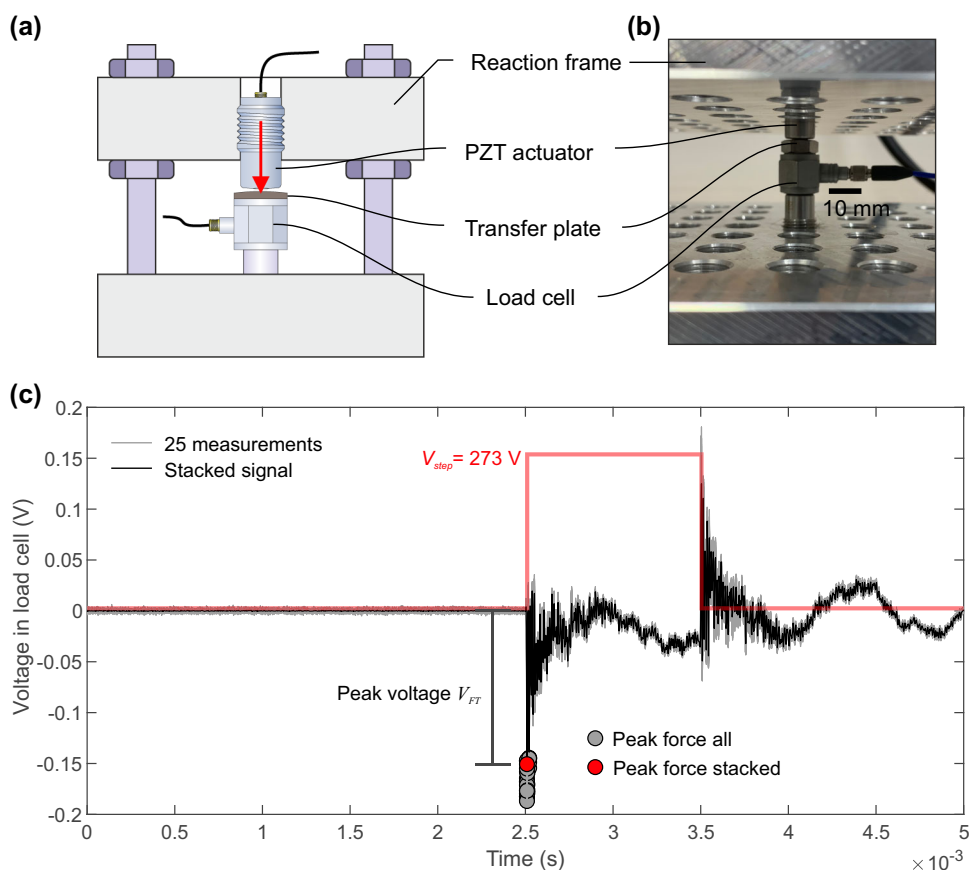 (a)
(b)
Reaction frame
PZT actuator
Transfer plate
Load cell
10 mm
(c)
0.2
0.15
0.1
0.05
0
-0.05
-0.1
-0.15
-0.2
Voltage in load cell (V)
25 measurements
Stacked signal
V_step = 273 V
Peak voltage V_FT
Peak force all
Peak force stacked
0
0.5
1
1.5
2
2.5
3
3.5
4
4.5
5
Time (s)
× 10⁻³